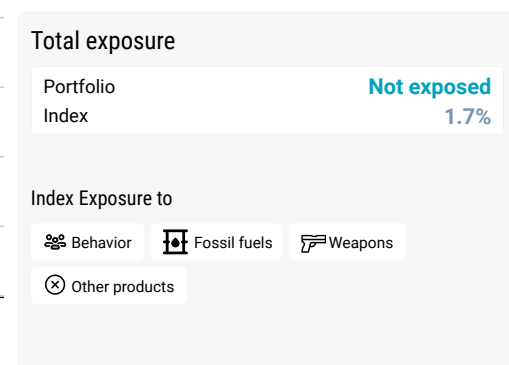 Total exposure
Portfolio Not exposed
Index 1.7%
Index Exposure to
Behavior Fossil fuels Weapons
Other products